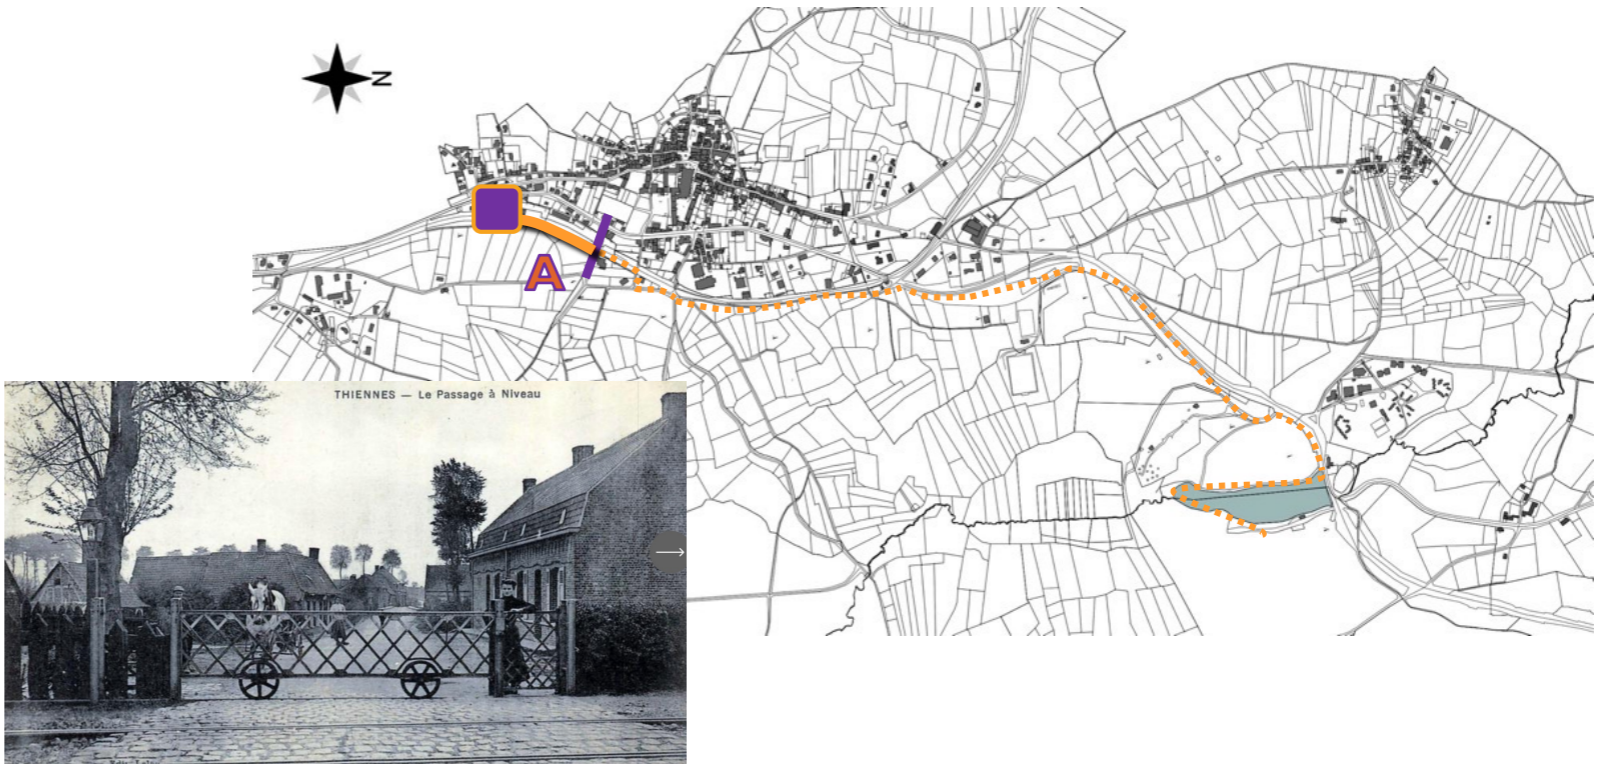 N
A
THIENNES — Le Passage à Niveau